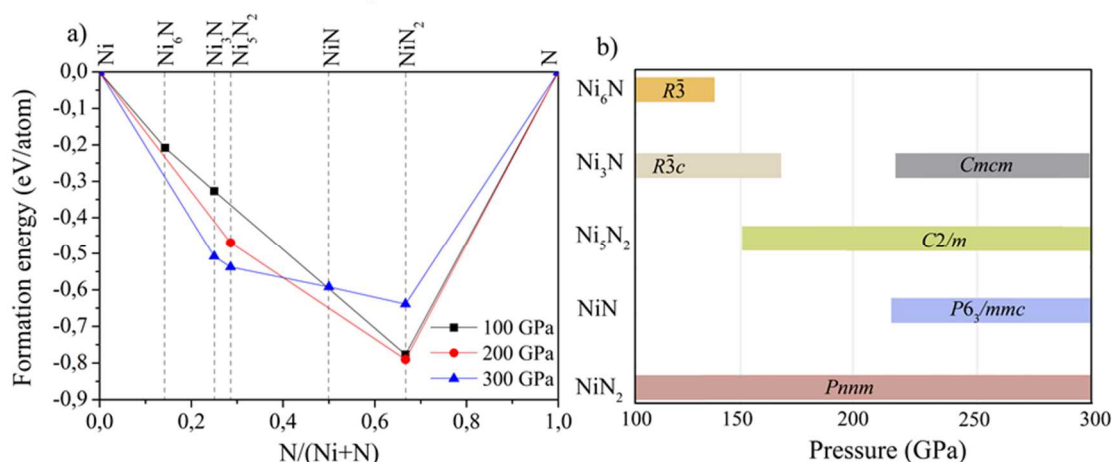 a)
Ni
Ni₆N
Ni₃N
Ni₅N₂
NiN
NiN₂
N
Formation energy (eV/atom)
0,0
-0,1
-0,2
-0,3
-0,4
-0,5
-0,6
-0,7
-0,8
-0,9
100 GPa
200 GPa
300 GPa
0,0 0,2 0,4 0,6 0,8 1,0
N/(Ni+N)
b)
Ni₆N R3̄
Ni₃N R3̄c Cmcm
Ni₅N₂ C2/m
NiN P6₃/mmc
NiN₂ Pnnm
100 150 200 250 300
Pressure (GPa)